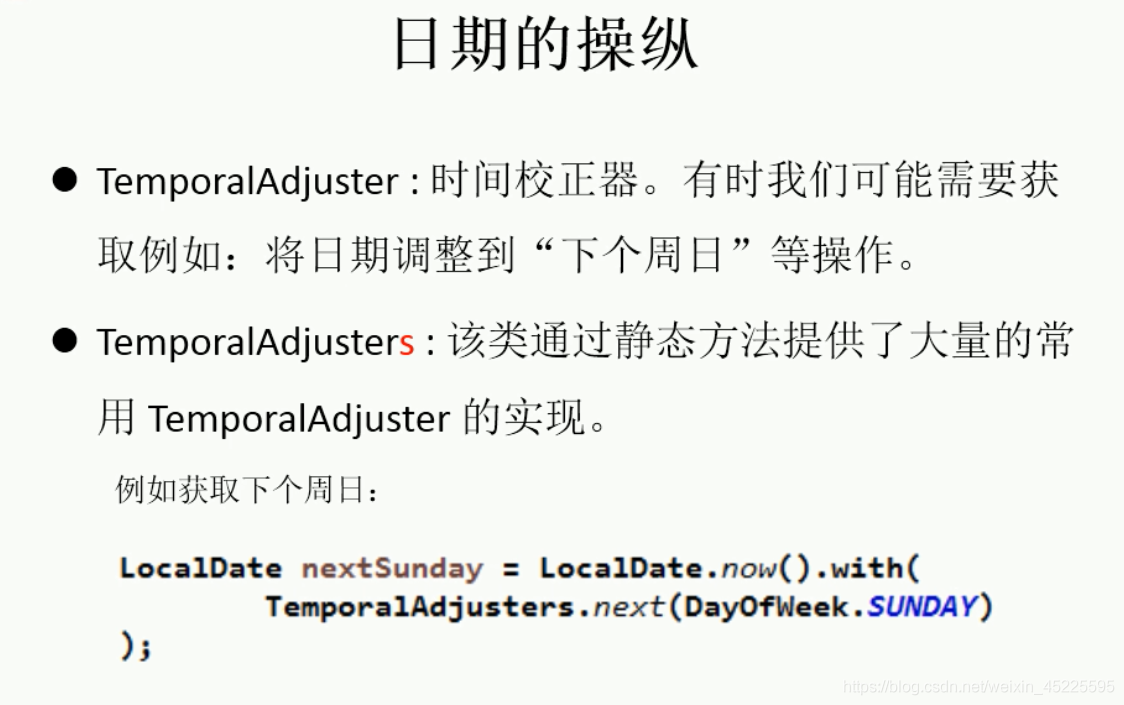 日期的操纵
● TemporalAdjuster : 时间校正器。有时我们可能需要获
取例如：将日期调整到“下个周日”等操作。
● TemporalAdjusters : 该类通过静态方法提供了大量的常
用 TemporalAdjuster 的实现。
例如获取下个周日：
LocalDate nextSunday = LocalDate.now().with(
TemporalAdjusters.next(DayOfWeek.SUNDAY)
);
https://blog.csdn.net/weixin_45225595